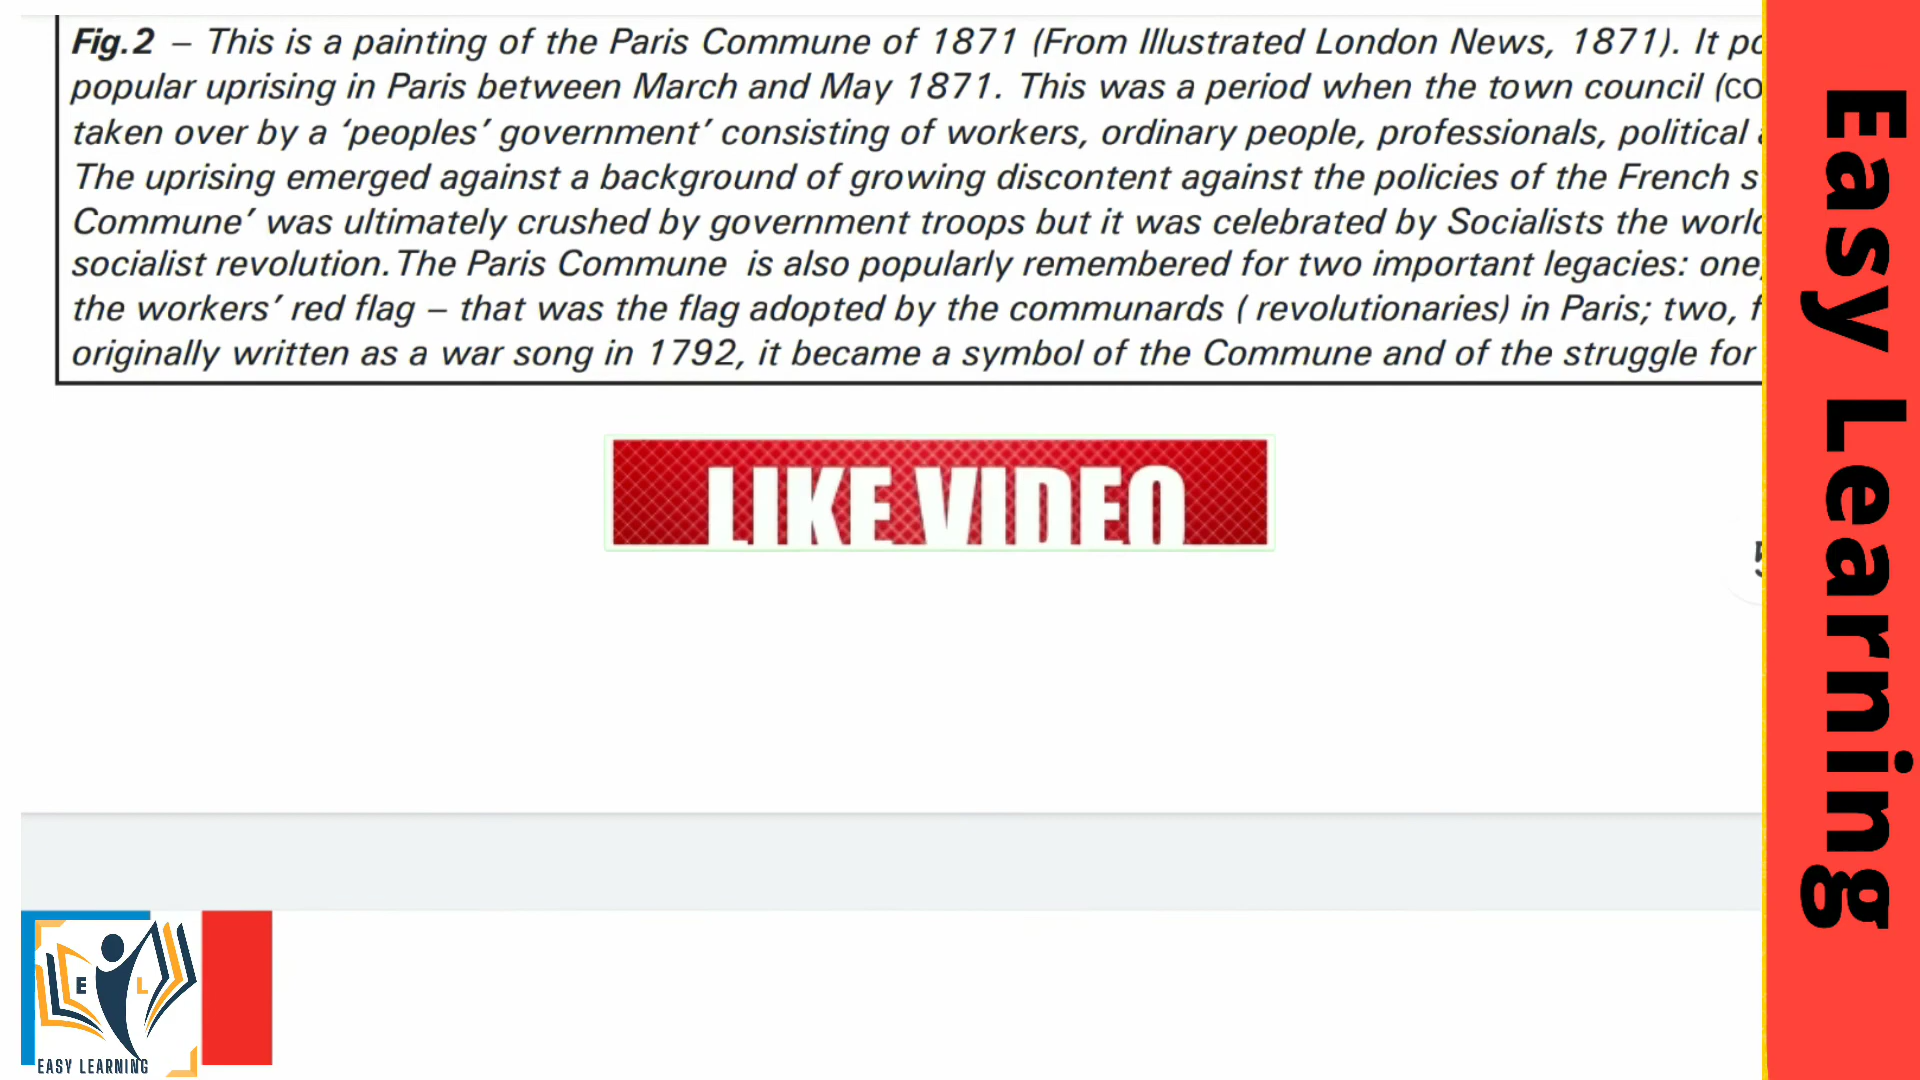 Fig.2 – This is a painting of the Paris Commune of 1871 (From Illustrated London News, 1871). It
popular uprising in Paris between March and May 1871. This was a period when the town council
taken over by a ‘peoples’ government’ consisting of workers, ordinary people, professionals, political
The uprising emerged against a background of growing discontent against the policies of the French
Commune’ was ultimately crushed by government troops but it was celebrated by Socialists the
socialist revolution. The Paris Commune is also popularly remembered for two important legacies: one,
the workers’ red flag – that was the flag adopted by the communards ( revolutionaries) in Paris; two,
originally written as a war song in 1792, it became a symbol of the Commune and of the struggle for
LIKE VIDEO
Easy Learning
E L
EASY LEARNING